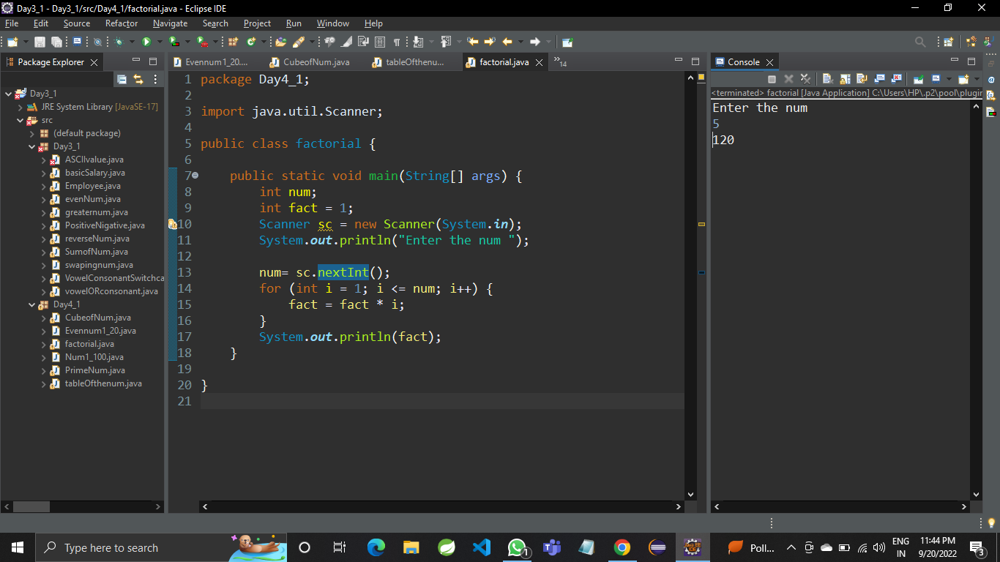 Day3_1 - Day3_1/src/Day4_1/factorial.java - Eclipse IDE
File Edit Source Refactor Navigate Search Project Run Window Help
Package Explorer
Day3_1
JRE System Library [JavaSE-17]
src
(default package)
Day3_1
ASCIIvalue.java
basicSalary.java
Employee.java
evenNum.java
greaternum.java
PositiveNigative.java
reverseNum.java
SumofNum.java
swapingnum.java
VowelConsonantSwitchca
vowelORconsonant.java
Day4_1
CubeofNum.java
Evennum1_20.java
factorial.java
Num1_100.java
PrimeNum.java
tableOfthenum.java
Evennum1_20.... CubeofNum.java tableOfthenu... factorial.java »14
1 package Day4_1;
2
3 import java.util.Scanner;
4
5 public class factorial {
6
7 public static void main(String[] args) {
8 int num;
9 int fact = 1;
10 Scanner sc = new Scanner(System.in);
11 System.out.println("Enter the num ");
12
13 num= sc.nextInt();
14 for (int i = 1; i <= num; i++) {
15 fact = fact * i;
16 }
17 System.out.println(fact);
18 }
19
20 }
21
Console
<terminated> factorial [Java Application] C:\Users\HP\.p2\pool\plugin
Enter the num
5
120
Type here to search
1
Poll...
ENG
IN
11:44 PM
9/20/2022
3